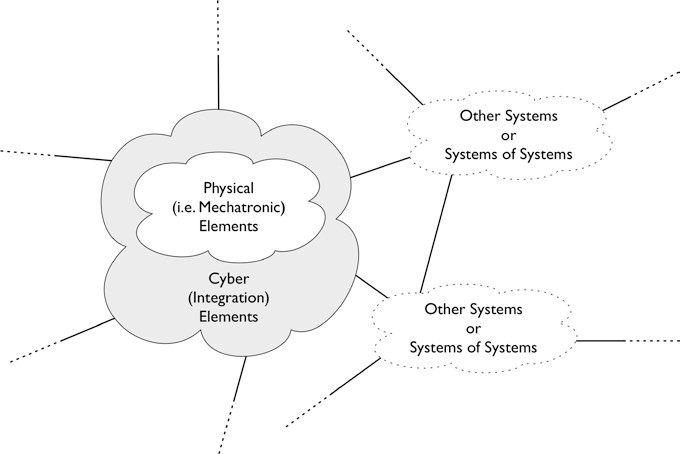 Physical
(i.e. Mechatronic)
Elements
Cyber
(Integration)
Elements
Other Systems
or
Systems of Systems
Other Systems
or
Systems of Systems